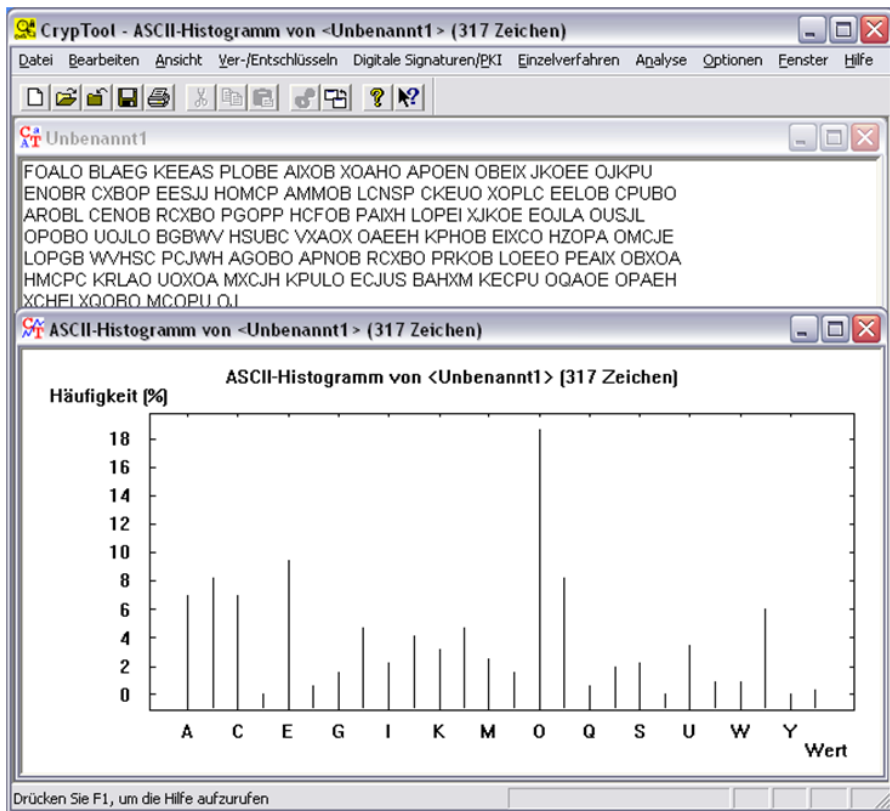 CrypTool - ASCII-Histogramm von <Unbenannt1> (317 Zeichen)
Datei Bearbeiten Ansicht Ver-/Entschlüsseln Digitale Signaturen/PKI Einzelverfahren Analyse Optionen Fenster Hilfe
Unbenannt1
FOALO BLAEG KEEAS PLOBE AIXOB XOAHO APOEN OBEIX JKOEE OJKPU
ENOBR CXBOP EESJJ HOMCP AMMOB LCNSP CKEUO XOPLC EELOB CPUBO
AROBL CENOB RCXBO PGOPP HCFOB PAIXH LOPEI XJKOE EOJLA OUSJL
OPOBO UOJLO BGBWV HSUBC VXAOX OAEEH KPHOB EIXCO HZOPA OMCJE
LOPGB WVHSC PCJWH AGOBO APNOB RCXBO PRKOB LOEEO PEAIX OBXOA
HMCPC KRLAO UOXOA MXCJH KPULO ECJUS BAHXM KECPU OQAOE OPAEH
XCHEI XQOBO MCOPU OJ
ASCII-Histogramm von <Unbenannt1> (317 Zeichen)
ASCII-Histogramm von <Unbenannt1> (317 Zeichen)
Häufigkeit (%)
18
16
14
12
10
8
6
4
2
0
A C E G I K M O Q S U W Y
Wert
Drücken Sie F1, um die Hilfe aufzurufen